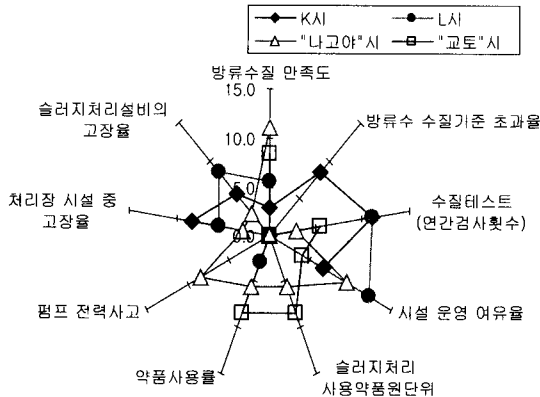 K시
L시
"나고야"시
"교토"시
방류수질 만족도
15.0
10.0
5.0
0.0
슬러지처리설비의
고장율
방류수 수질기준 초과율
처리장 시설 중
고장율
수질테스트
(연간검사횟수)
펌프 전력사고
시설 운영 여유율
약품사용률
슬러지처리
사용약품원단위